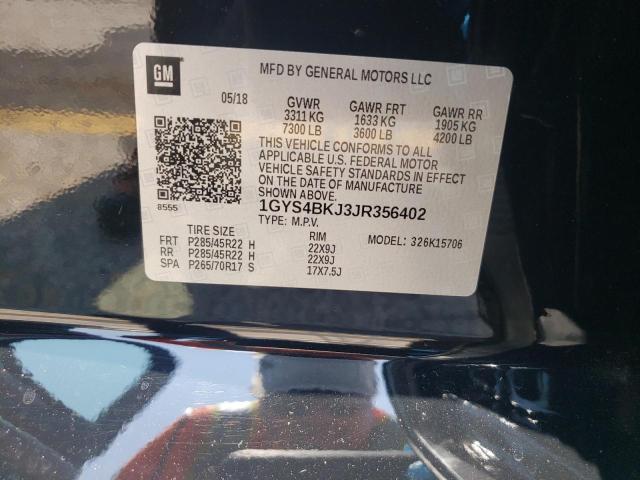 GM
MFD BY GENERAL MOTORS LLC
05/18 GVWR GAWR FRT GAWR RR
3311 KG 1633 KG 1905 KG
7300 LB 3600 LB 4200 LB
THIS VEHICLE CONFORMS TO ALL
APPLICABLE U.S. FEDERAL MOTOR
VEHICLE SAFETY STANDARDS IN EFFECT
ON THE DATE OF MANUFACTURE
SHOWN ABOVE.
8555 1GYS4BKJ3JR356402
TYPE: M.P.V.
TIRE SIZE RIM MODEL: 326K15706
FRT P285/45R22 H 22X9J
RR P285/45R22 H 22X9J
SPA P265/70R17 S 17X7.5J